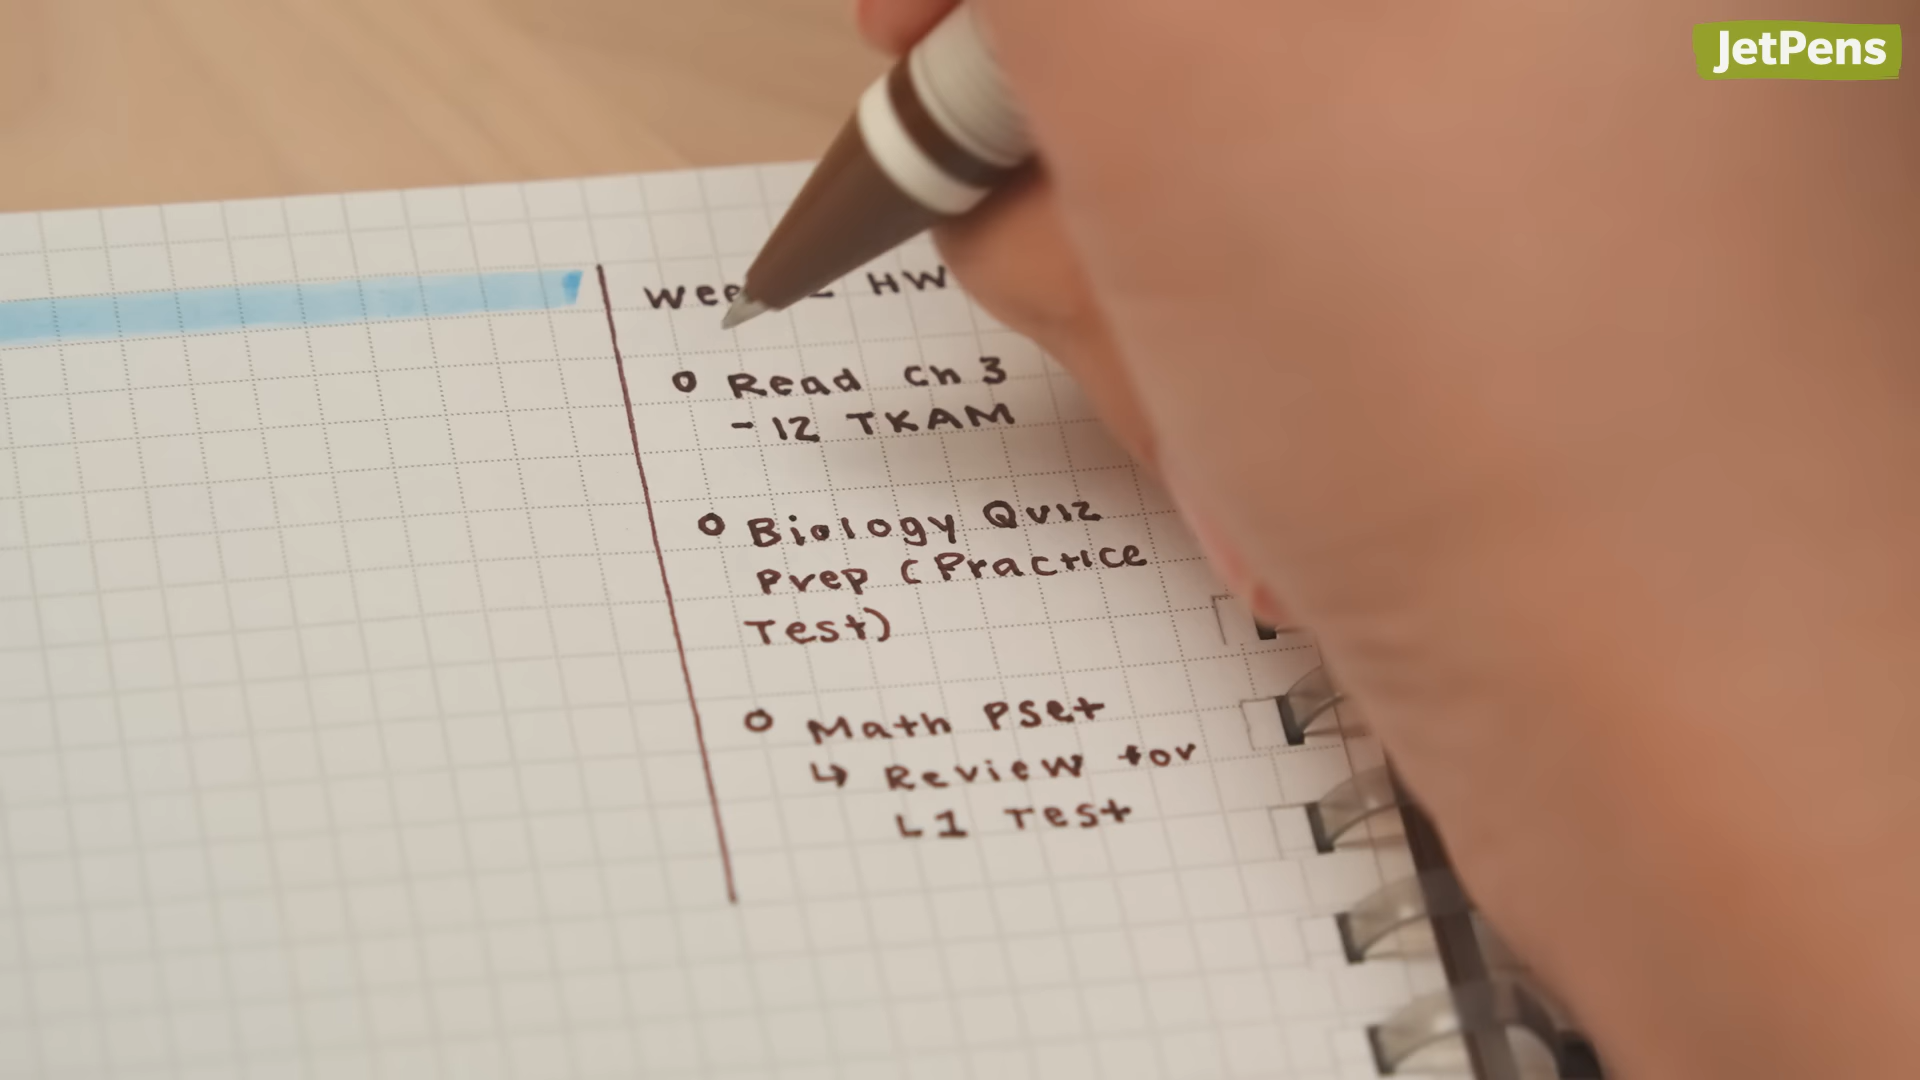 JetPens
HW
Read Ch 3
- 12 TKAM
Biology Quiz
Prep (Practice
Test)
Math PSet
↳ Review for
L1 Test